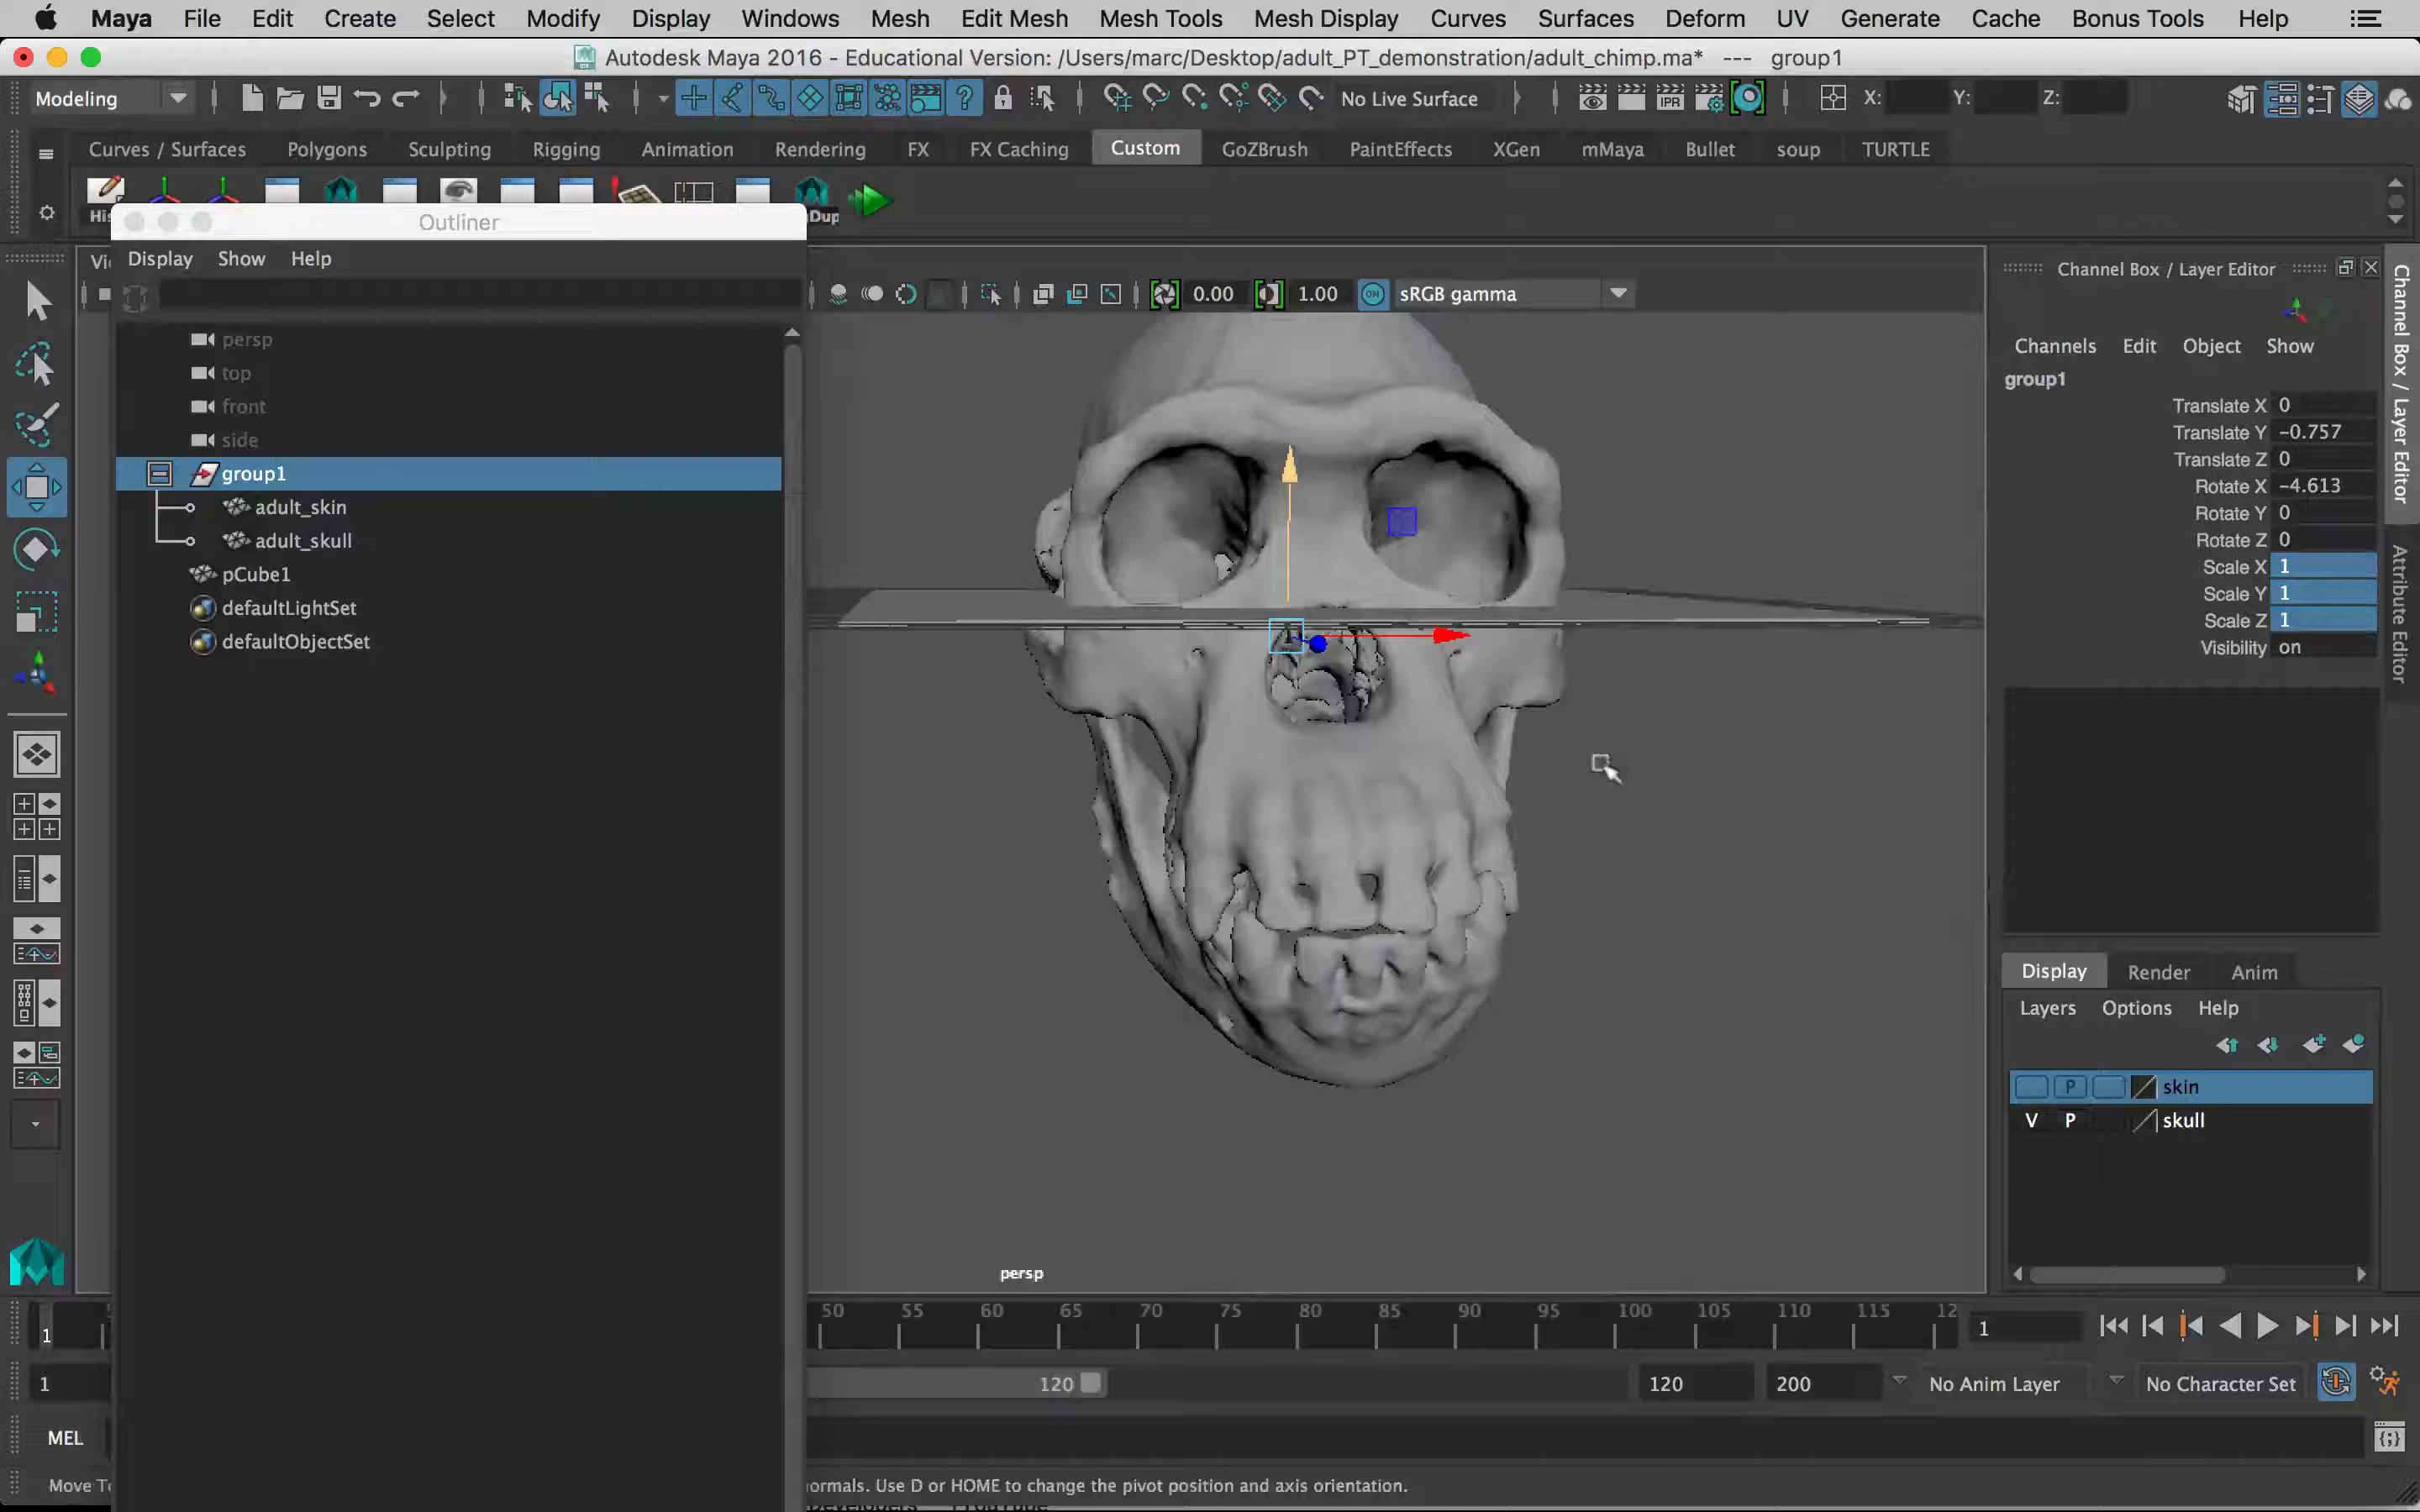 Maya File Edit Create Select Modify Display Windows Mesh Edit Mesh Mesh Tools Mesh Display Curves Surfaces Deform UV Generate Cache Bonus Tools Help
Autodesk Maya 2016 - Educational Version: /Users/marc/Desktop/adult_PT_demonstration/adult_chimp.ma* --- group1
Modeling No Live Surface IPR X: Y: Z:
Curves / Surfaces Polygons Sculpting Rigging Animation Rendering FX FX Caching Custom GoZBrush PaintEffects XGen mMaya Bullet soup TURTLE
His Dup
Outliner
Display Show Help
persp
top
front
side
group1
adult_skin
adult_skull
pCube1
defaultLightSet
defaultObjectSet
0.00 1.00 ON sRGB gamma
persp
Channel Box / Layer Editor
Channels Edit Object Show
group1
Translate X 0
Translate Y -0.757
Translate Z 0
Rotate X -4.613
Rotate Y 0
Rotate Z 0
Scale X 1
Scale Y 1
Scale Z 1
Visibility on
Channel Box / Layer Editor
Attribute Editor
Display Render Anim
Layers Options Help
P skin
V P skull
1 50 55 60 65 70 75 80 85 90 95 100 105 110 115 12 1
1 120 120 200 No Anim Layer No Character Set
MEL
Move To ormals. Use D or HOME to change the pivot position and axis orientation.